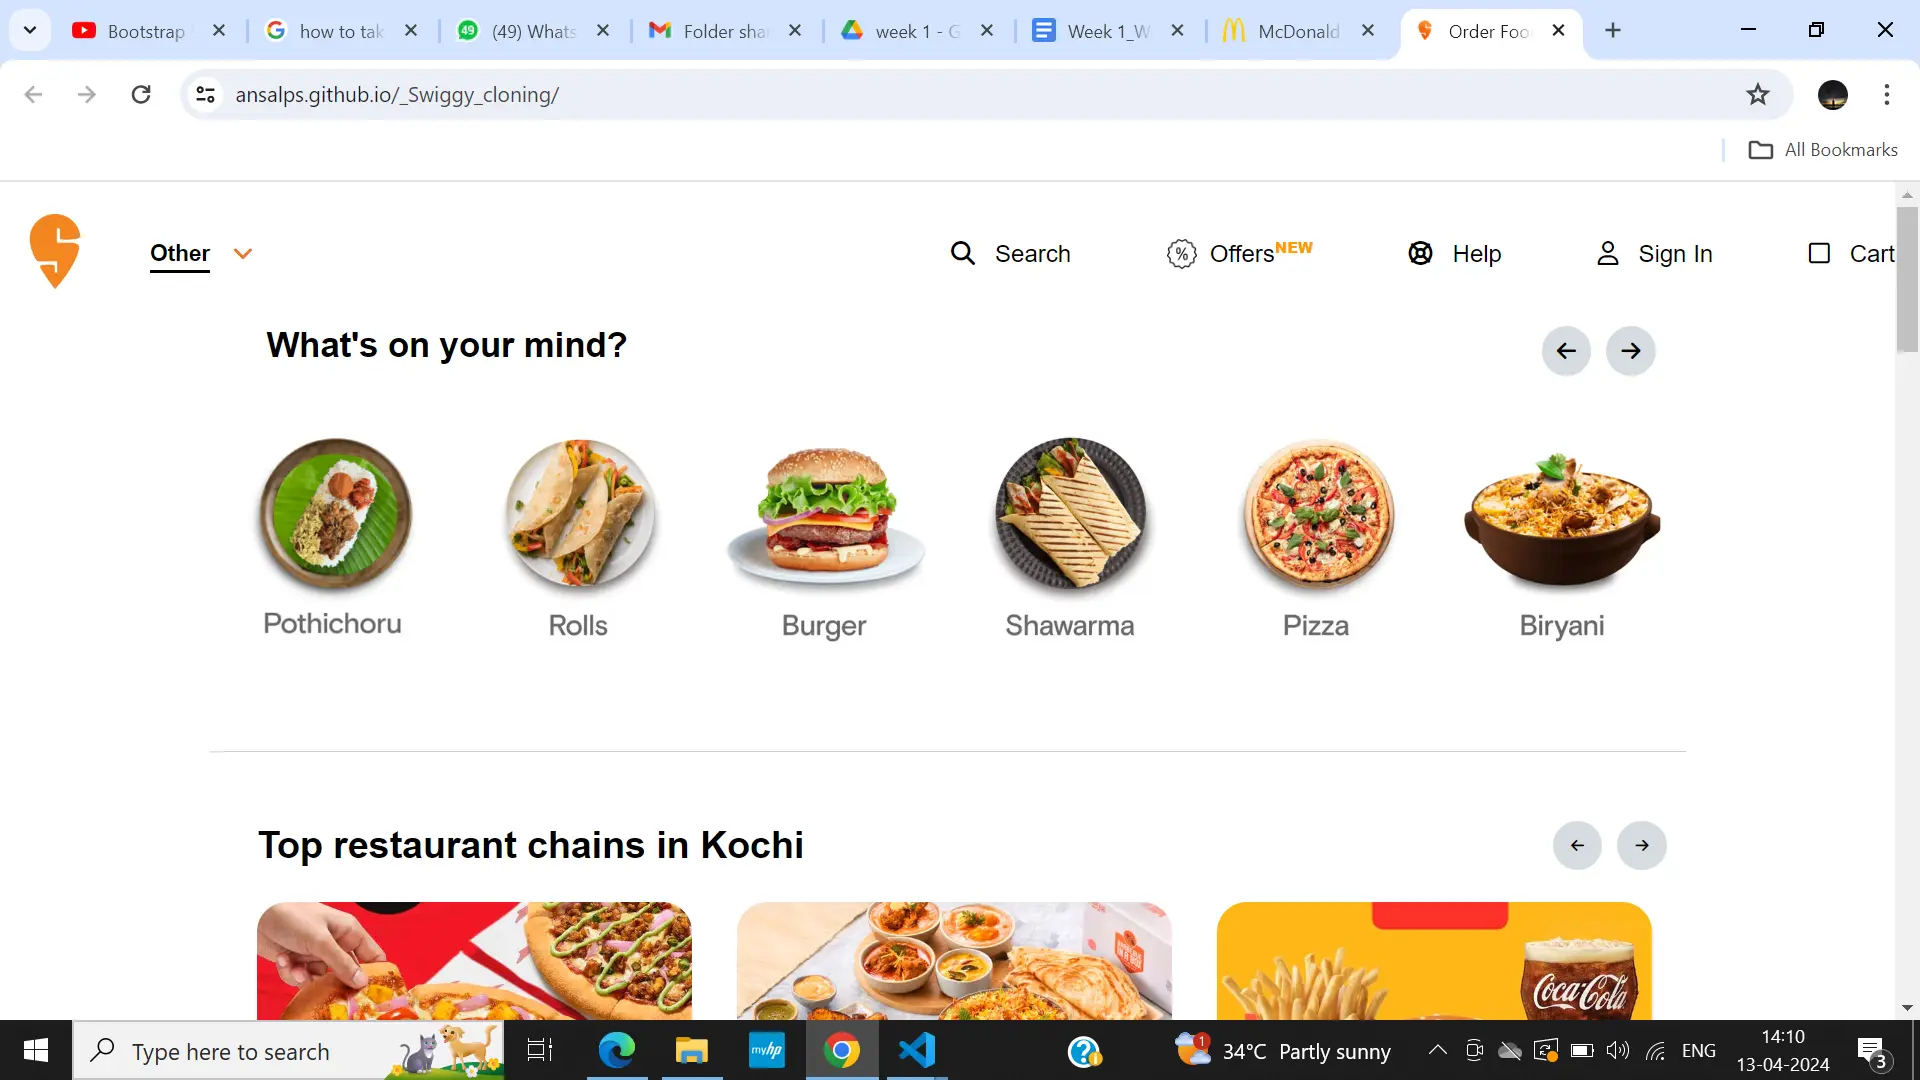 Bootstrap
how to tak
49
(49) Whats
Folder sha
week 1 - G
Week 1_W
McDonald
Order Foo
ansalps.github.io/_Swiggy_cloning/
All Bookmarks
Other
Search
% Offers NEW
Help
Sign In
Cart
What's on your mind?
Pothichoru
Rolls
Burger
Shawarma
Pizza
Biryani
Top restaurant chains in Kochi
Coca-Cola
Type here to search
myhp
1
34°C Partly sunny
ENG
14:10
13-04-2024
3